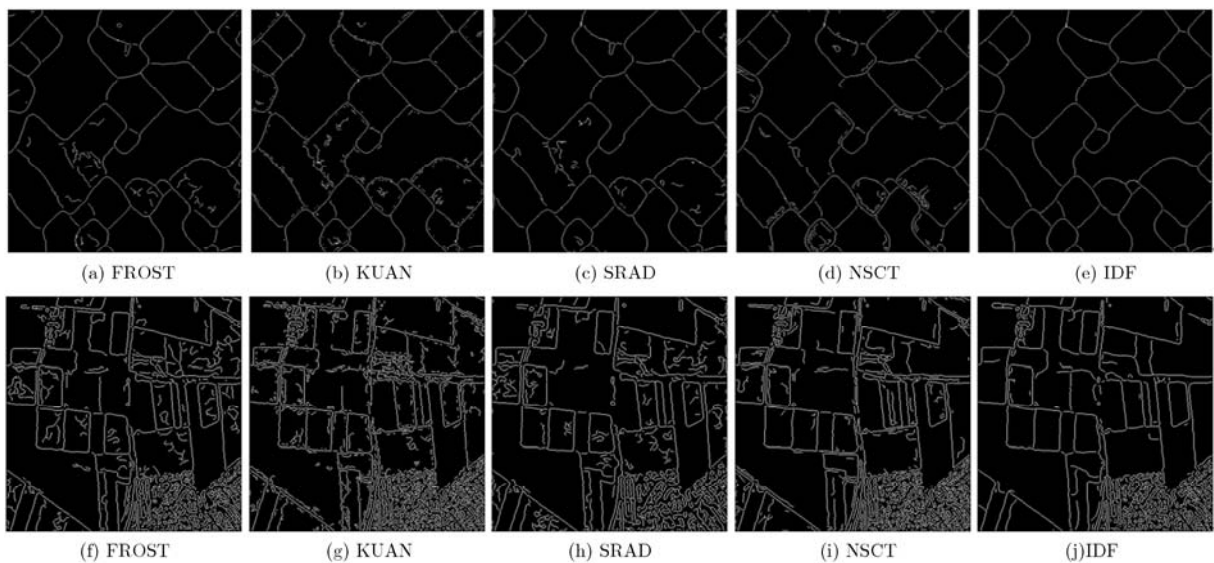 (a) FROST
(b) KUAN
(c) SRAD
(d) NSCT
(e) IDF
(f) FROST
(g) KUAN
(h) SRAD
(i) NSCT
(j)IDF